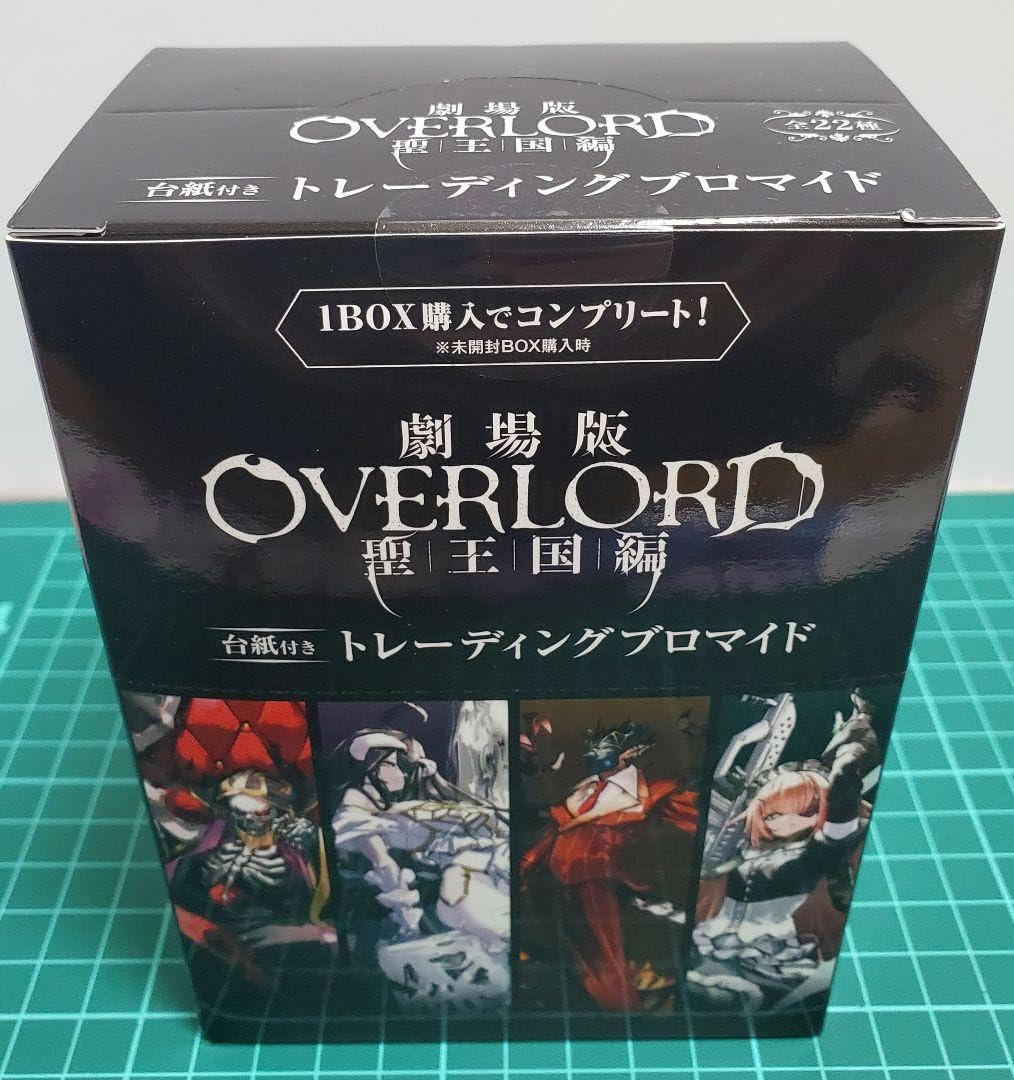 劇場版
OVERLORD
聖王国編
全22種
台紙付き トレーディングブロマイド
1BOX購入でコンプリート!
※未開封BOX購入時
劇場版
OVERLORD
聖|王|国|編
台紙付き トレーディングブロマイド